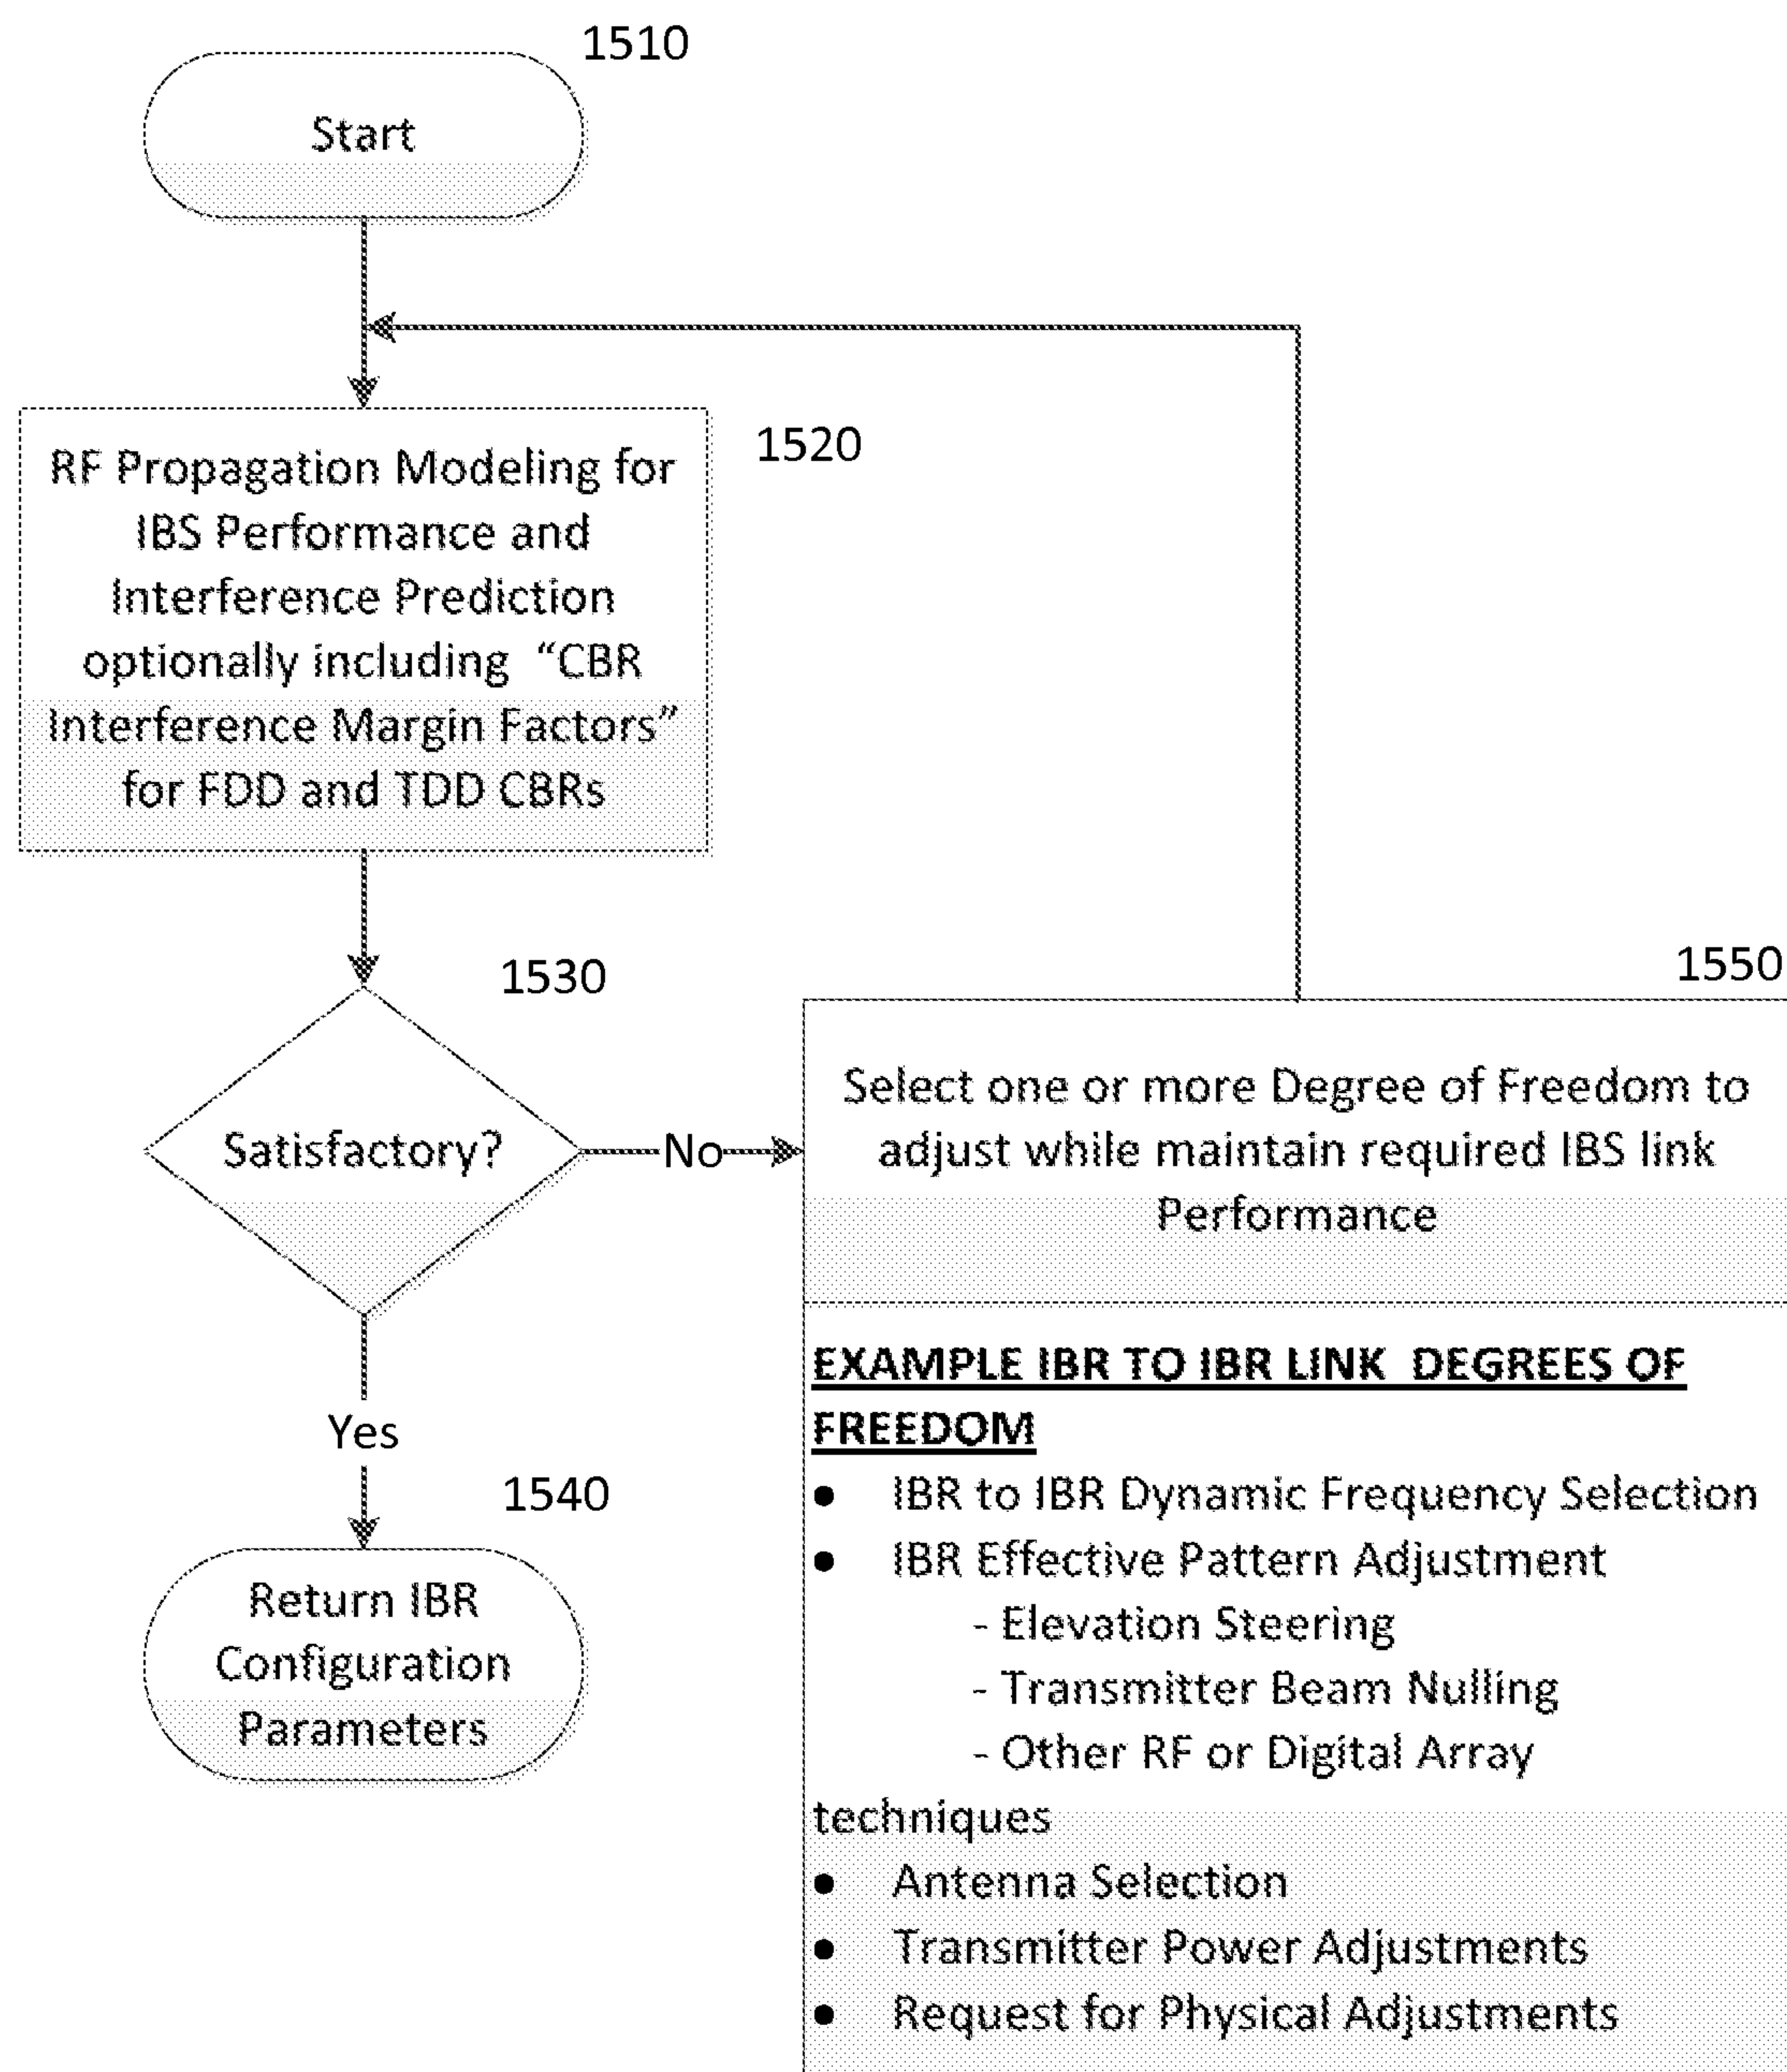 1510
Start
1520
RF Propagation Modeling for
IBS Performance and
Interference Prediction
optionally including “CBR
Interference Margin Factors”
for FDD and TDD CBRs
1530
Satisfactory?
No
Yes
1540
Return IBR
Configuration
Parameters
1550
Select one or more Degree of Freedom to
adjust while maintain required IBS link
Performance
EXAMPLE IBR TO IBR LINK DEGREES OF
FREEDOM
● IBR to IBR Dynamic Frequency Selection
● IBR Effective Pattern Adjustment
- Elevation Steering
- Transmitter Beam Nulling
- Other RF or Digital Array
techniques
● Antenna Selection
● Transmitter Power Adjustments
● Request for Physical Adjustments